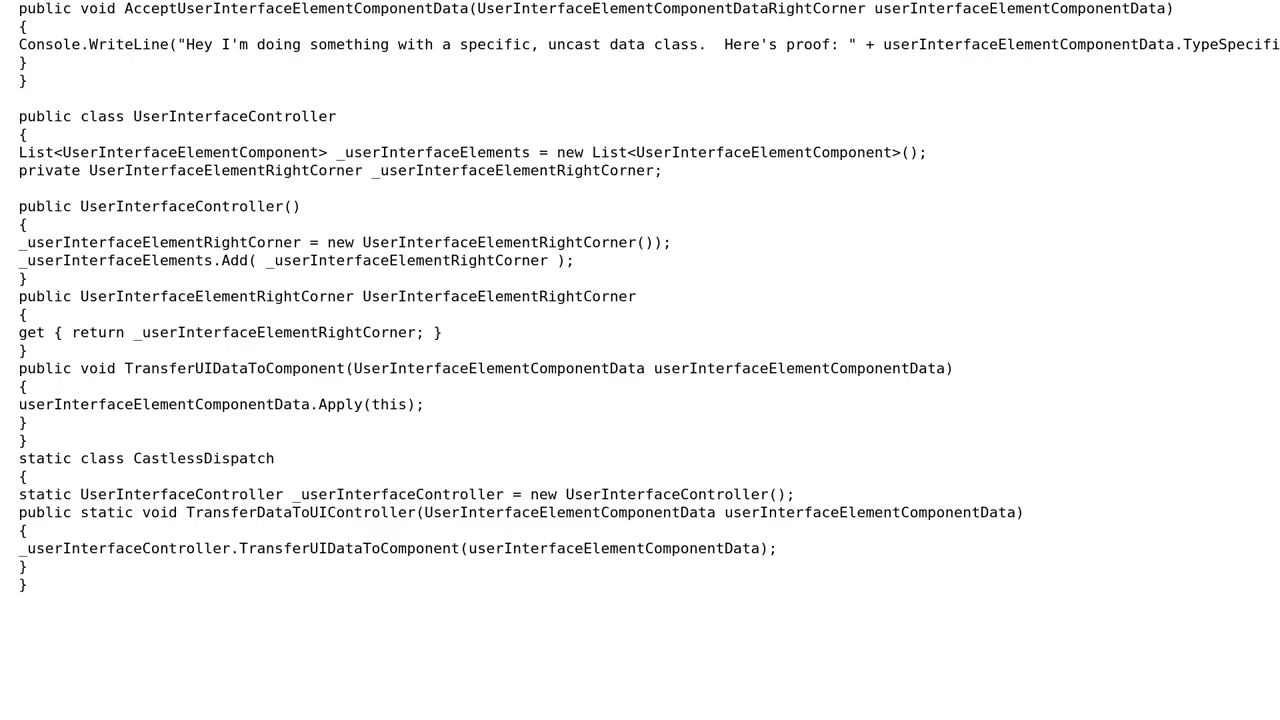 public void AcceptUserInterfaceElementComponentData(UserInterfaceElementComponentDataRightCorner userInterfaceElementComponentData)
{
Console.WriteLine("Hey I'm doing something with a specific, uncast data class.  Here's proof: " + userInterfaceElementComponentData.TypeSpecifi
}
}
public class UserInterfaceController
{
List<UserInterfaceElementComponent> _userInterfaceElements = new List<UserInterfaceElementComponent>();
private UserInterfaceElementRightCorner _userInterfaceElementRightCorner;
public UserInterfaceController()
{
_userInterfaceElementRightCorner = new UserInterfaceElementRightCorner());
_userInterfaceElements.Add( _userInterfaceElementRightCorner );
}
public UserInterfaceElementRightCorner UserInterfaceElementRightCorner
{
get { return _userInterfaceElementRightCorner; }
}
public void TransferUIDataToComponent(UserInterfaceElementComponentData userInterfaceElementComponentData)
{
userInterfaceElementComponentData.Apply(this);
}
}
static class CastlessDispatch
{
static UserInterfaceController _userInterfaceController = new UserInterfaceController();
public static void TransferDataToUIController(UserInterfaceElementComponentData userInterfaceElementComponentData)
{
_userInterfaceController.TransferUIDataToComponent(userInterfaceElementComponentData);
}
}